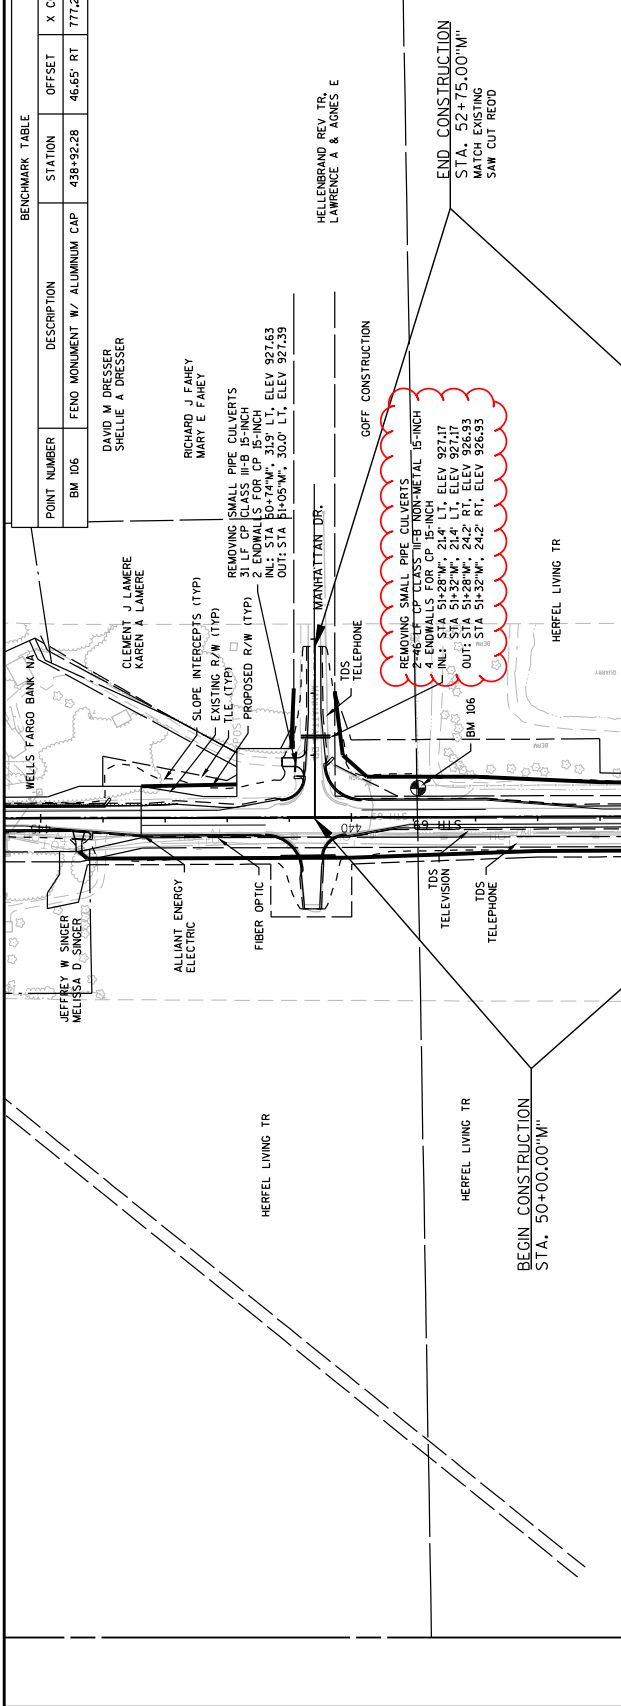 BENCHMARK TABLE
POINT NUMBER DESCRIPTION STATION OFFSET X C
BM 106 FENO MONUMENT W/ ALUMINUM CAP 438+92.28 46.65' RT 777,2
DAVID M DRESSER
SHELLIE A DRESSER
RICHARD J FAHEY
MARY E FAHEY
HELLENBRAND REV TR,
LAWRENCE A & AGNES E
END CONSTRUCTION
STA. 52+75.00"M"
MATCH EXISTING
SAW CUT REQ'D
WELLS FARGO BANK NA
CLEMENT J LAMERE
KAREN A LAMERE
SLOPE INTERCEPTS (TYP)
EXISTING R/W (TYP)
TLE (TYP)
PROPOSED R/W (TYP)
REMOVING SMALL PIPE CULVERTS
31 LF CP CLASS III-B 15-INCH
2 ENDWALLS FOR CP 15-INCH
INL: STA 50+74"M", 31.9' LT, ELEV 927.63
OUT: STA 51+05"M", 30.0' LT, ELEV 927.39
MANHATTAN DR.
GOFF CONSTRUCTION
TDS
TELEPHONE
REMOVING SMALL PIPE CULVERTS
2-46 LF CP CLASS III-B NON-METAL 15-INCH
4 ENDWALLS FOR CP 15-INCH
INL: STA 51+28"M", 21.4' LT, ELEV 927.17
STA 51+32"M", 21.4' LT, ELEV 927.17
OUT: STA 51+28"M", 24.2' RT, ELEV 926.93
STA 51+32"M", 24.2' RT, ELEV 926.93
HERFEL LIVING TR
BERM
BERM
QUARRY
BM 106
445
440
STH 69
JEFFREY W SINGER
MELISSA D SINGER
ALLIANT ENERGY
ELECTRIC
FIBER OPTIC
TDS
TELEVISION
TDS
TELEPHONE
HERFEL LIVING TR
HERFEL LIVING TR
BEGIN CONSTRUCTION
STA. 50+00.00"M"